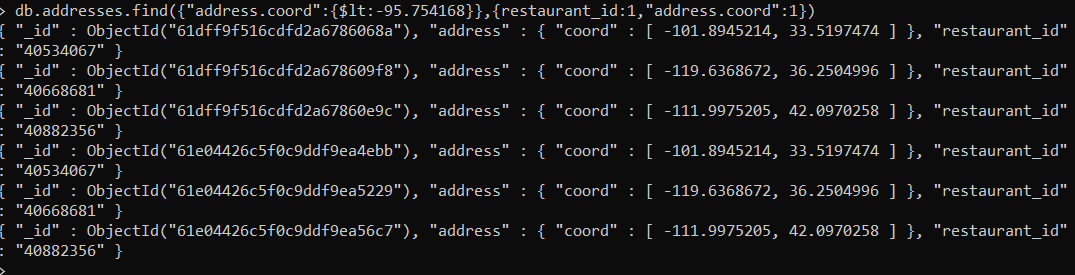 > db.addresses.find({"address.coord":{$lt:-95.754168}},{restaurant_id:1,"address.coord":1})
{ "_id" : ObjectId("61dff9f516cdfd2a6786068a"), "address" : { "coord" : [ -101.8945214, 33.5197474 ] }, "restaurant_id"
: "40534067" }
{ "_id" : ObjectId("61dff9f516cdfd2a678609f8"), "address" : { "coord" : [ -119.6368672, 36.2504996 ] }, "restaurant_id"
: "40668681" }
{ "_id" : ObjectId("61dff9f516cdfd2a67860e9c"), "address" : { "coord" : [ -111.9975205, 42.0970258 ] }, "restaurant_id"
: "40882356" }
{ "_id" : ObjectId("61e04426c5f0c9ddf9ea4ebb"), "address" : { "coord" : [ -101.8945214, 33.5197474 ] }, "restaurant_id"
: "40534067" }
{ "_id" : ObjectId("61e04426c5f0c9ddf9ea5229"), "address" : { "coord" : [ -119.6368672, 36.2504996 ] }, "restaurant_id"
: "40668681" }
{ "_id" : ObjectId("61e04426c5f0c9ddf9ea56c7"), "address" : { "coord" : [ -111.9975205, 42.0970258 ] }, "restaurant_id"
: "40882356" }
>